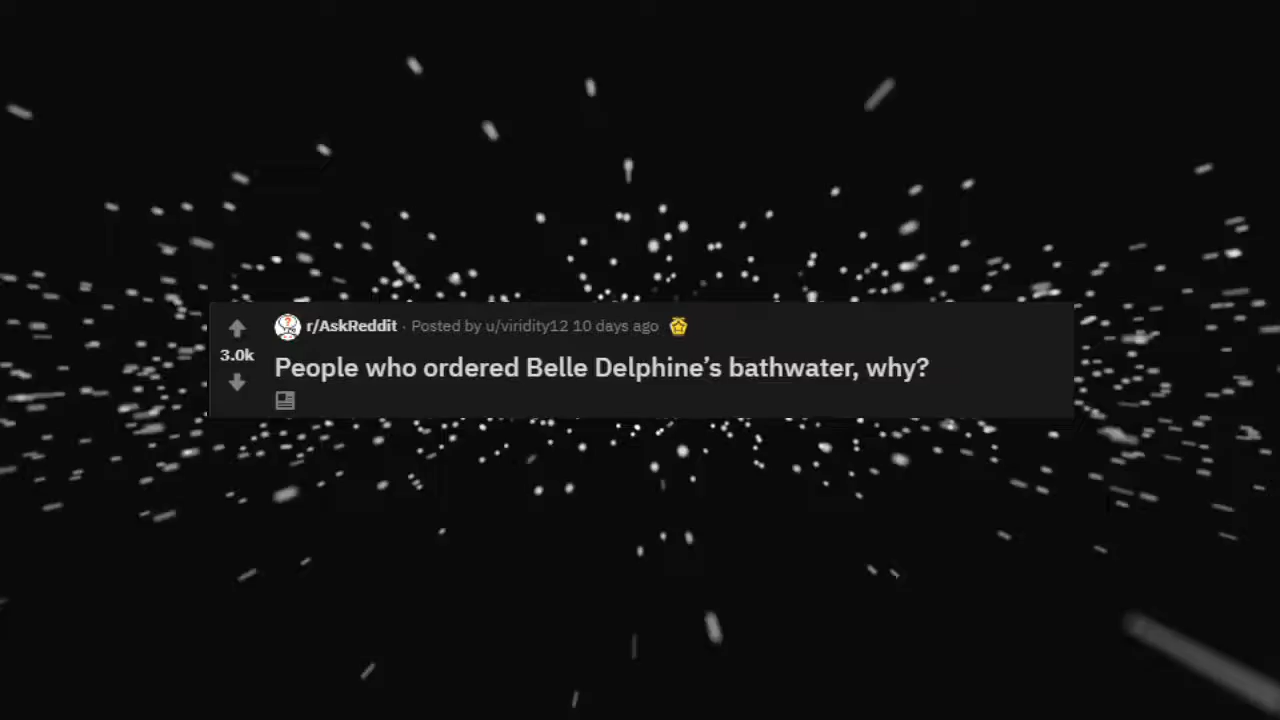 r/AskReddit · Posted by u/viridity12 10 days ago
3.0k
People who ordered Belle Delphine’s bathwater, why?